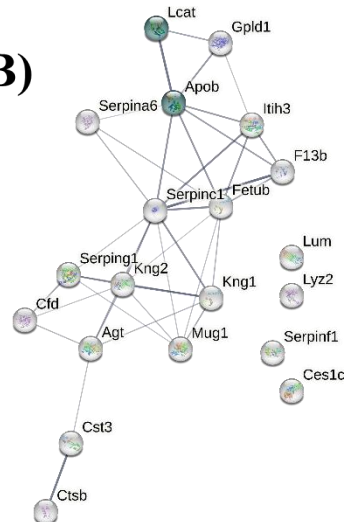 Lcat
Gpld1
B)
Apob
Serpina6
Itih3
F13b
Serpinc1
Fetub
Lum
Serping1
Kng2
Kng1
Lyz2
Cfd
Agt
Mug1
Serpinf1
Ces1c
Cst3
Ctsb